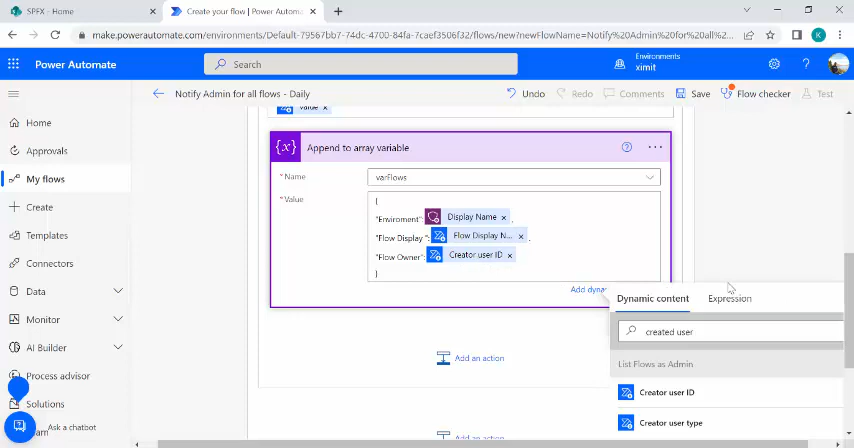 SPFX - Home
Create your flow | Power Automate
make.powerautomate.com/environments/Default-79567bb7-74dc-4700-84fa-7caef3506f32/flows/new?newFlowName=Notify%20Admin%20for%20all%20...
K
Power Automate
Search
Environments
ximit
Notify Admin for all flows - Daily
Undo
Redo
Comments
Save
Flow checker
Test
Home
Approvals
My flows
Create
Templates
Connectors
Data
Monitor
AI Builder
Process advisor
Solutions
Ask a chatbot
value x
{x} Append to array variable
* Name
varFlows
* Value
{
"Enviroment": Display Name x ,
"Flow Display ": Flow Display N... x ,
"Flow Owner": Creator user ID x
}
Add dyna
Dynamic content
Expression
created user
List Flows as Admin
Creator user ID
Creator user type
Add an action
Add an action